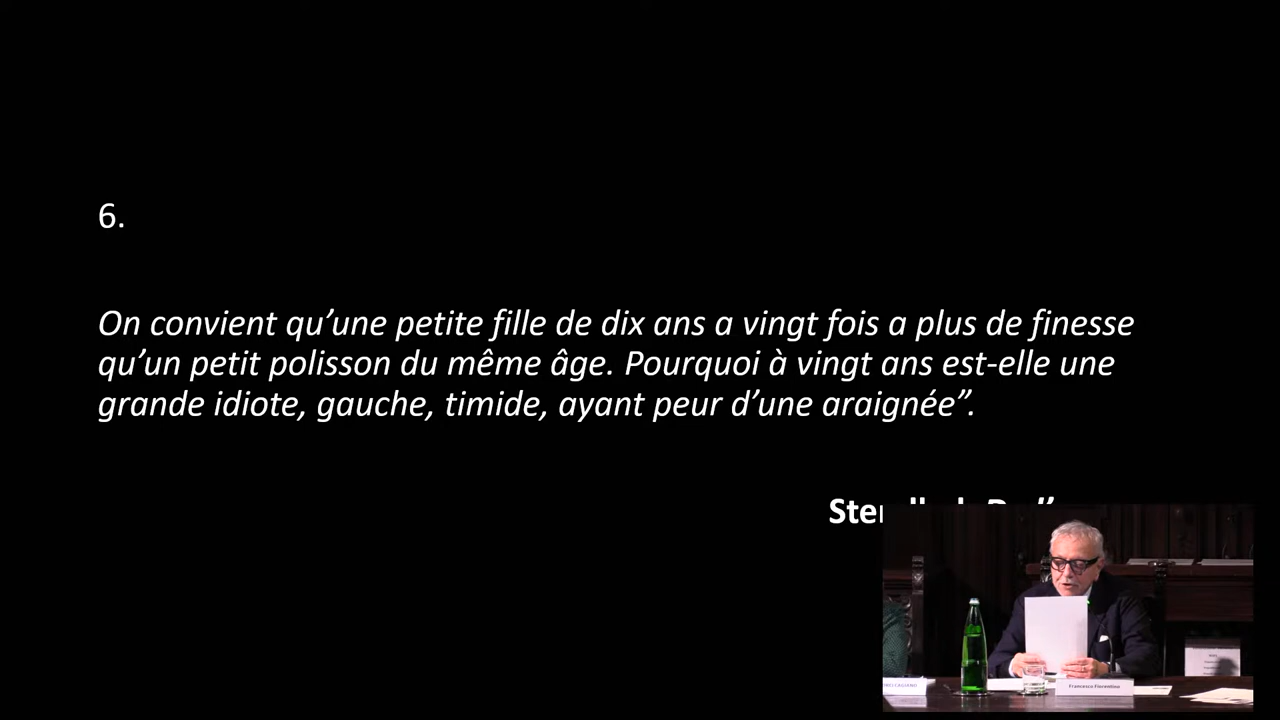 6.
On convient qu’une petite fille de dix ans a vingt fois a plus de finesse
qu’un petit polisson du même âge. Pourquoi à vingt ans est-elle une
grande idiote, gauche, timide, ayant peur d’une araignée”.
Francesco Fiorentino